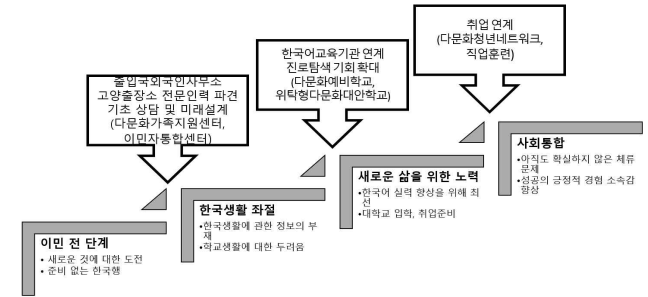 취업 연계
(다문화청년네트워크,
직업훈련)
한국어교육기관 연계
진로탐색 기회 확대
(다문화예비학교,
위탁형다문화대안학교)
출입국외국인사무소
고양출장소 전문인력 파견
기초 상담 및 미래설계
(다문화가족지원센터,
이민자통합센터)
이민 전 단계
• 새로운 것에 대한 도전
• 준비 없는 한국행
한국생활 좌절
•한국생활에 관한 정보의 부
재
•학교생활에 대한 두려움
새로운 삶을 위한 노력
•한국어 실력 향상을 위해 최
선
•대학교 입학, 취업준비
사회통합
•아직도 확실하지 않은 체류
문제
•성공의 긍정적 경험 소속감
향상